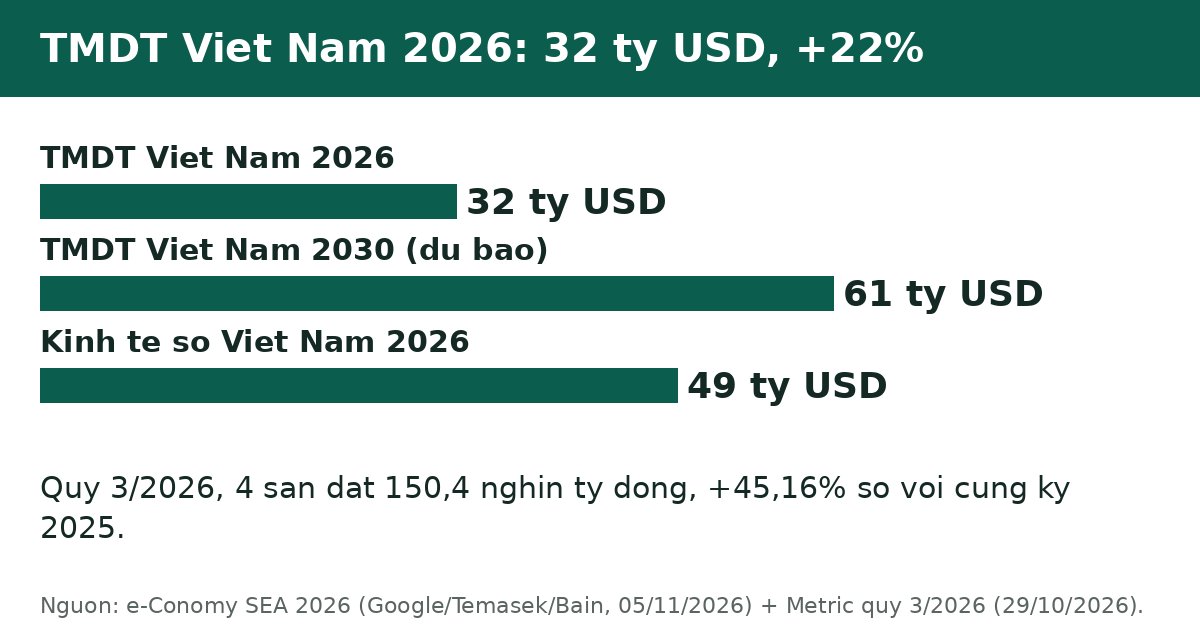 TMDT Viet Nam 2026: 32 ty USD, +22%
TMDT Viet Nam 2026
32 ty USD
TMDT Viet Nam 2030 (du bao)
61 ty USD
Kinh te so Viet Nam 2026
49 ty USD
Quy 3/2026, 4 san dat 150,4 nghin ty dong, +45,16% so voi cung ky
2025.
Nguon: e-Conomy SEA 2026 (Google/Temasek/Bain, 05/11/2026) + Metric quy 3/2026 (29/10/2026).